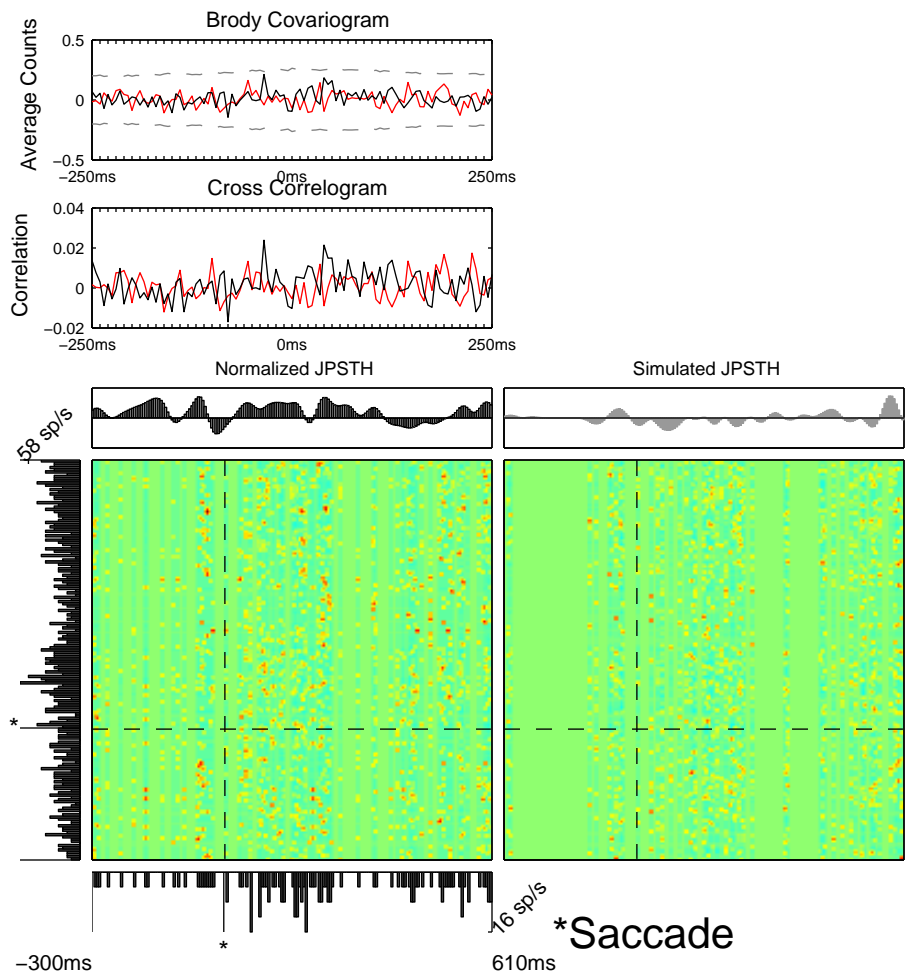 Brody Covariogram
0.5
0
−0.5
Average Counts
−250ms
0ms
250ms
Cross Correlogram
0.04
0.02
0
−0.02
Correlation
−250ms
0ms
250ms
Normalized JPSTH
Simulated JPSTH
58 sp/s
*
*
16 sp/s
*Saccade
−300ms
610ms